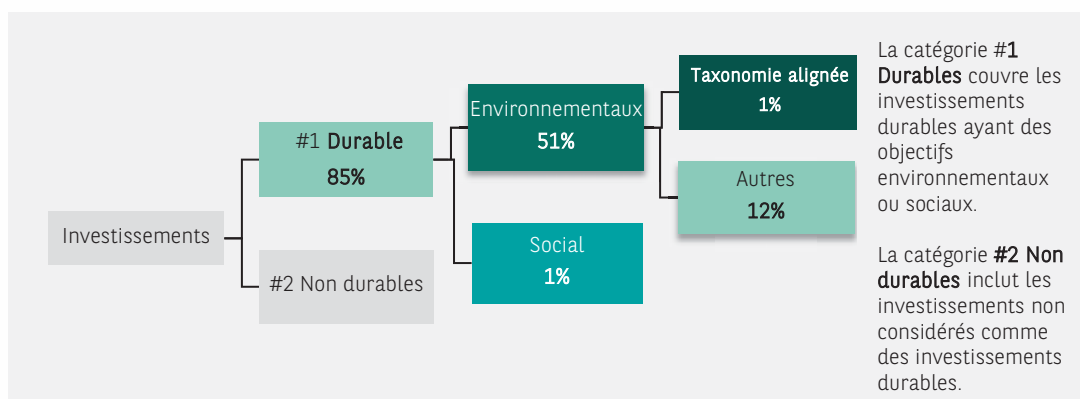 Investissements
#1 Durable
85%
#2 Non durables
Environnementaux
51%
Social
1%
Taxonomie alignée
1%
Autres
12%
La catégorie #1
Durables couvre les
investissements
durables ayant des
objectifs
environnementaux
ou sociaux.
La catégorie #2 Non
durables inclut les
investissements non
considérés comme
des investissements
durables.